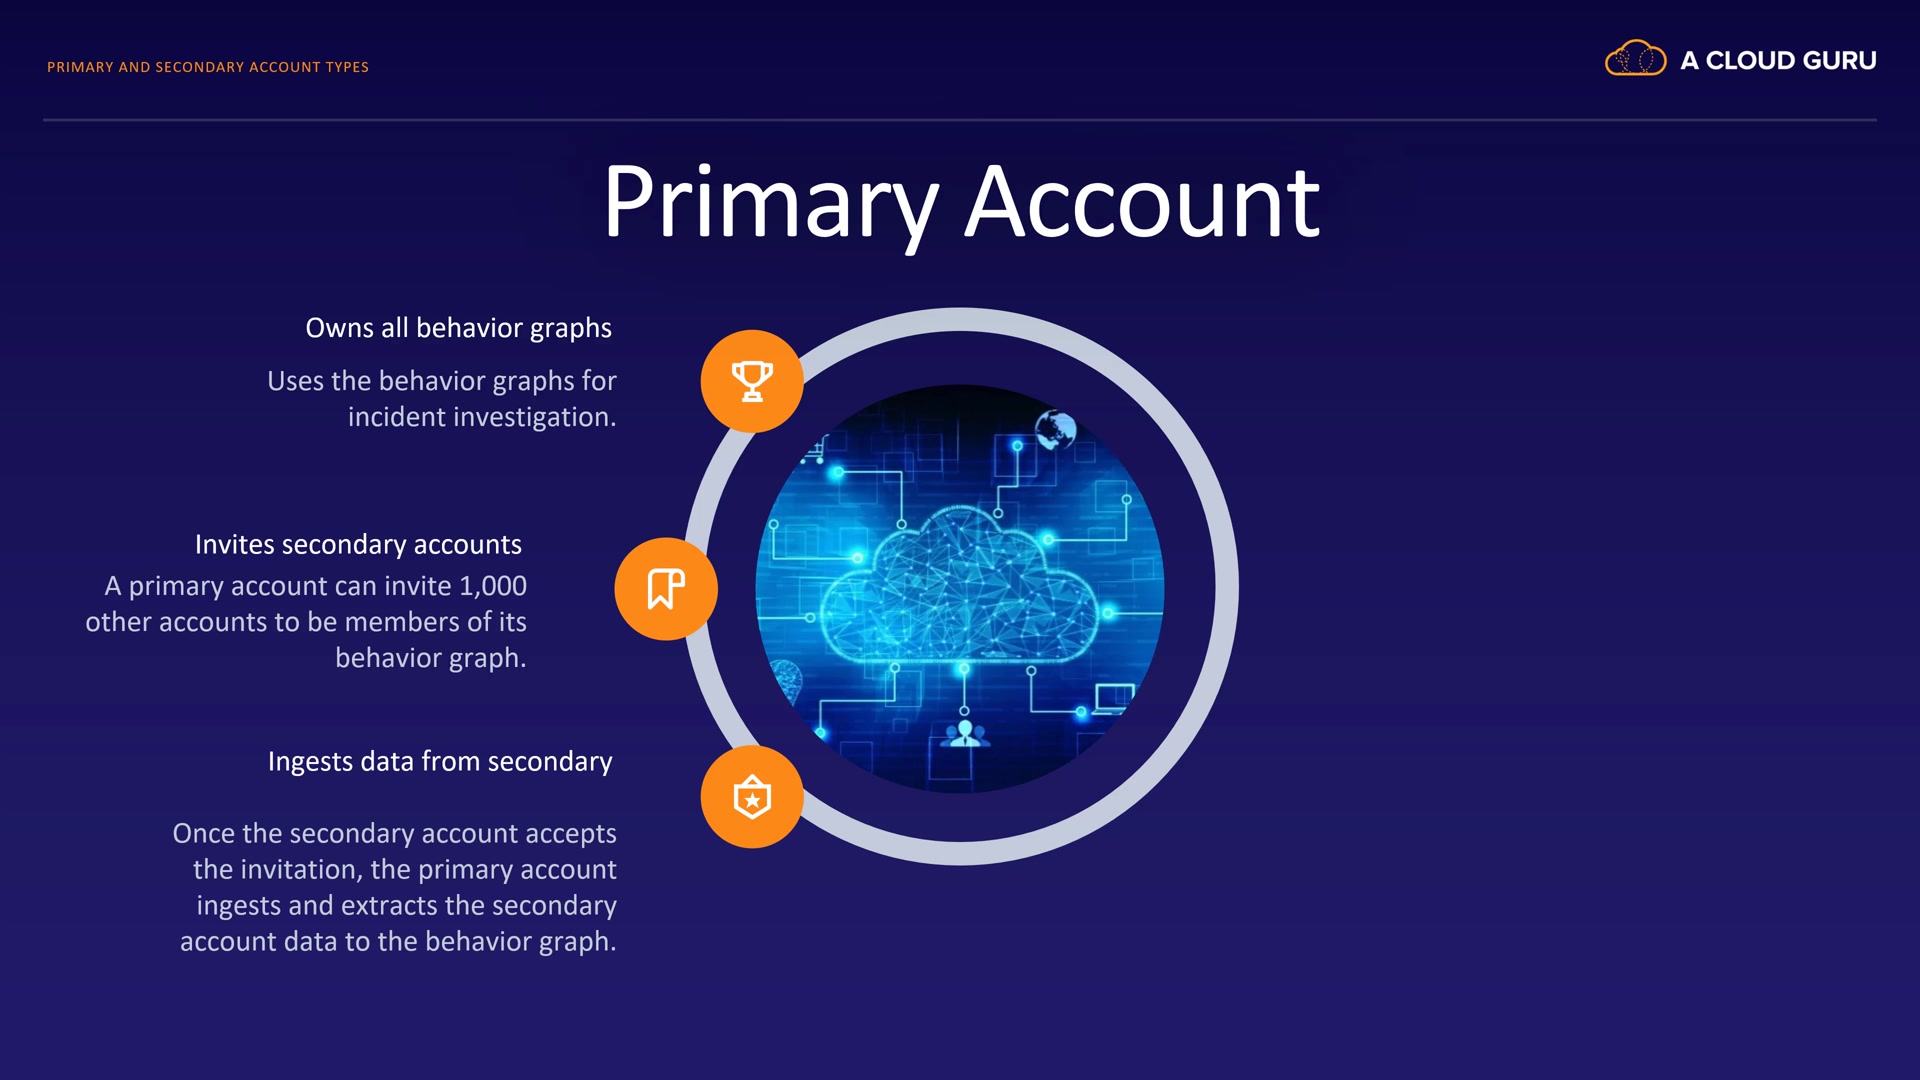 PRIMARY AND SECONDARY ACCOUNT TYPES
A CLOUD GURU
Primary Account
Owns all behavior graphs
Uses the behavior graphs for
incident investigation.
Invites secondary accounts
A primary account can invite 1,000
other accounts to be members of its
behavior graph.
Ingests data from secondary
Once the secondary account accepts
the invitation, the primary account
ingests and extracts the secondary
account data to the behavior graph.